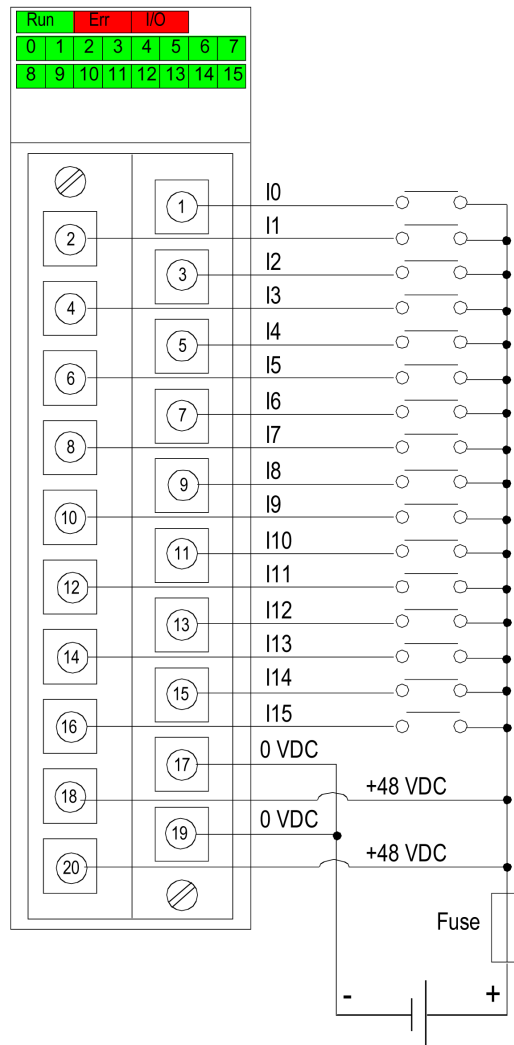 Run Err I/O
0 1 2 3 4 5 6 7
8 9 10 11 12 13 14 15
1 I0
2 I1
3 I2
4 I3
5 I4
6 I5
7 I6
8 I7
9 I8
10 I9
11 I10
12 I11
13 I12
14 I13
15 I14
16 I15
17 0 VDC
18 +48 VDC
19 0 VDC
20 +48 VDC
Fuse
- +